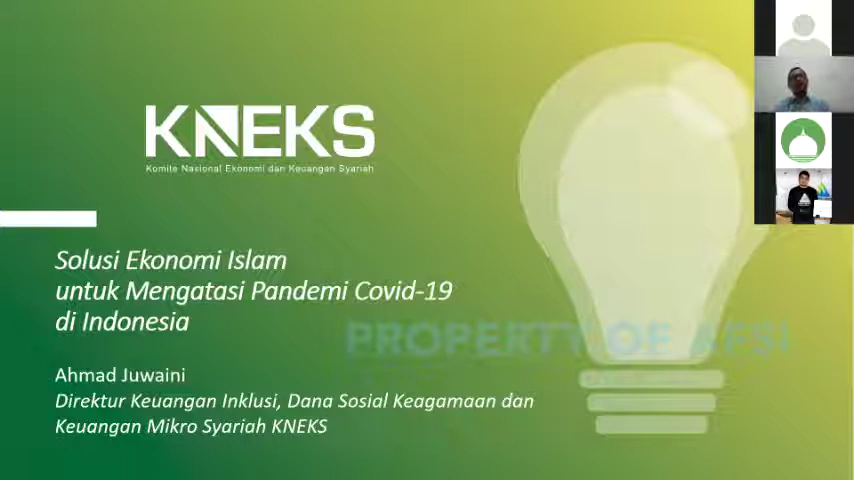 KNEKS
Komite Nasional Ekonomi dan Keuangan Syariah
Solusi Ekonomi Islam
untuk Mengatasi Pandemi Covid-19
di Indonesia
PROPERTY OF AFSI
Ahmad Juwaini
Direktur Keuangan Inklusi, Dana Sosial Keagamaan dan
Keuangan Mikro Syariah KNEKS